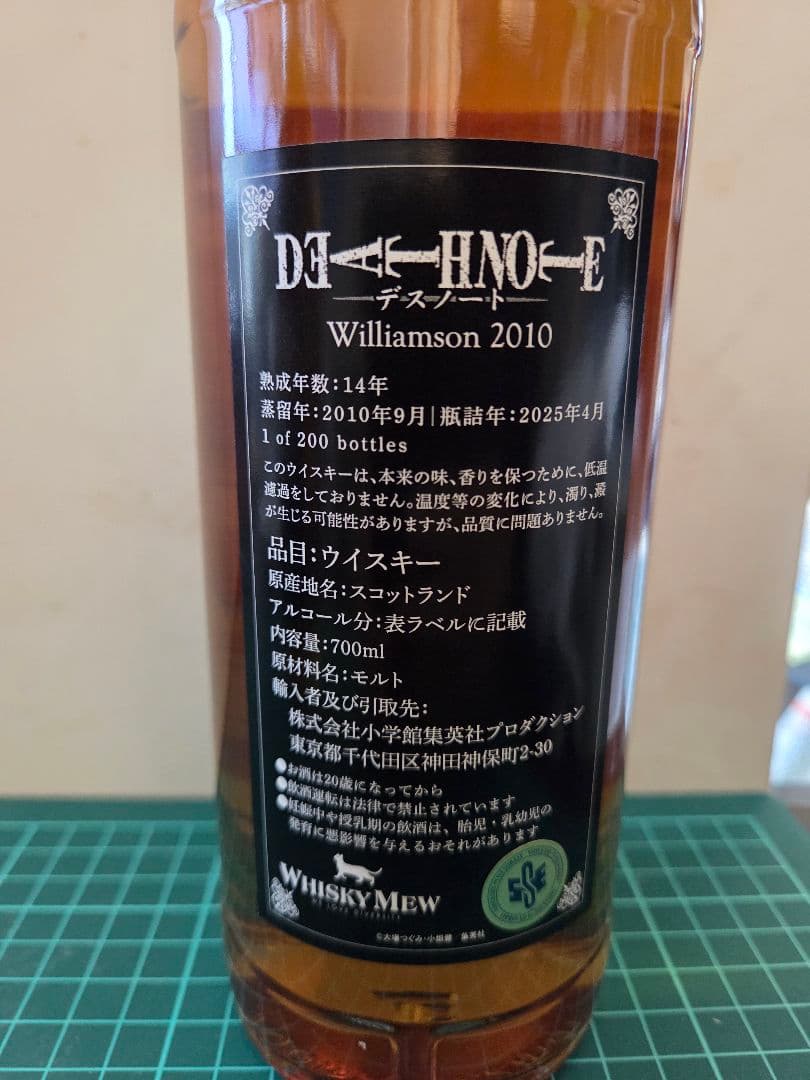 DEATH NOTE
デスノート
Williamson 2010
熟成年数：14年
蒸留年：2010年9月|瓶詰年：2025年4月
1 of 200 bottles
このウイスキーは、本来の味、香りを保つために、低温
濾過をしておりません。温度等の変化により、濁り、澱
が生じる可能性がありますが、品質に問題ありません。
品目：ウイスキー
原産地名：スコットランド
アルコール分：表ラベルに記載
内容量：700ml
原材料名：モルト
輸入者及び引取先：
株式会社小学館集英社プロダクション
東京都千代田区神田神保町2-30
●お酒は20歳になってから
●飲酒運転は法律で禁止されています
●妊娠中や授乳期の飲酒は、胎児・乳幼児の
発育に悪影響を与えるおそれがあります
WHISKY MEW
©大場つぐみ・小畑健／集英社